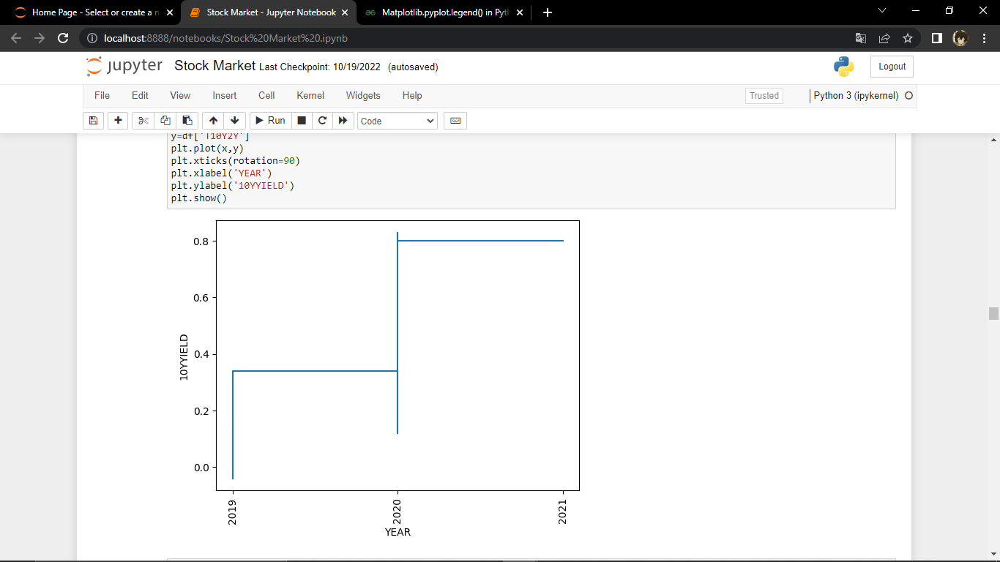 Home Page - Select or create a n
Stock Market - Jupyter Notebook
Matplotlib.pyplot.legend() in Pyth
localhost:8888/notebooks/Stock%20Market%20.ipynb
jupyter Stock Market Last Checkpoint: 10/19/2022 (autosaved)
Logout
File Edit View Insert Cell Kernel Widgets Help
Trusted
Python 3 (ipykernel)
Run
Code
y=df['T10Y2Y']
plt.plot(x,y)
plt.xticks(rotation=90)
plt.xlabel('YEAR')
plt.ylabel('10YYIELD')
plt.show()
0.8
0.6
0.4
0.2
0.0
10YYIELD
2019
2020
2021
YEAR